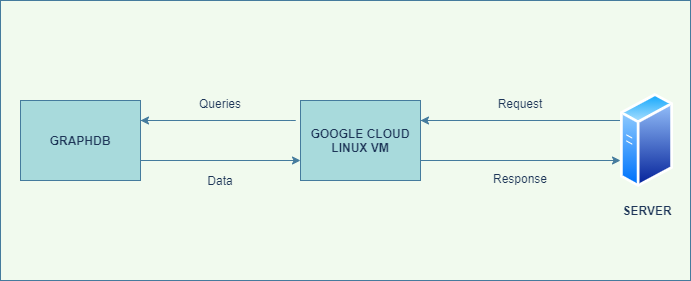 Queries
Request
GRAPHDB
GOOGLE CLOUD
LINUX VM
Data
Response
SERVER